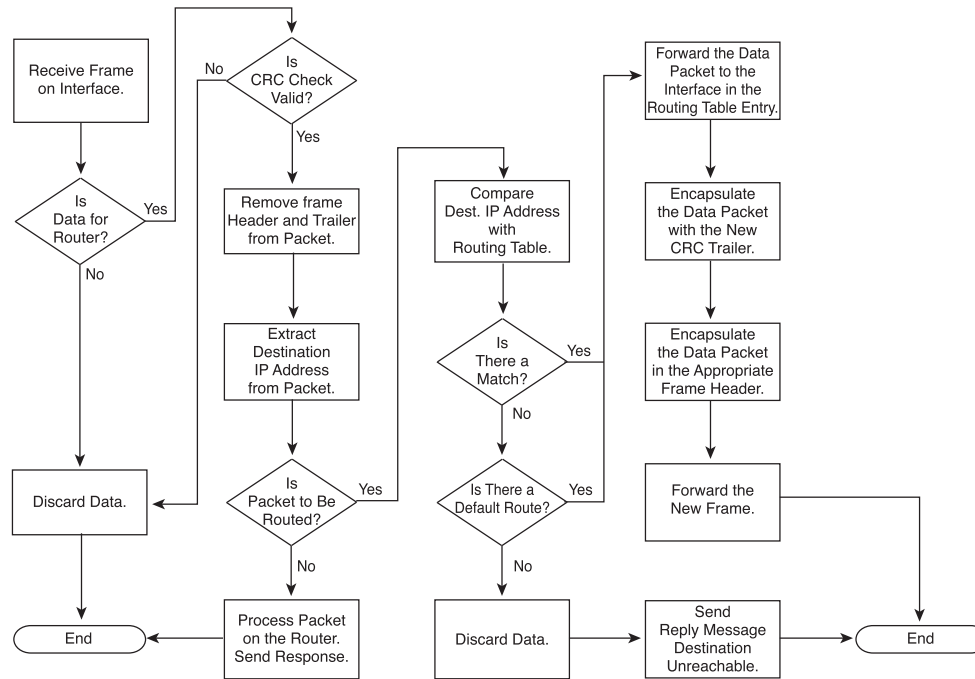 Receive Frame
on Interface.
Is
Data for
Router?
Yes
No
Discard Data.
End
Is
CRC Check
Valid?
No
Yes
Remove frame
Header and Trailer
from Packet.
Extract
Destination
IP Address
from Packet.
Is
Packet to Be
Routed?
Yes
No
Process Packet
on the Router.
Send Response.
Compare
Dest. IP Address
with
Routing Table.
Is
There a
Match?
Yes
No
Is There a
Default Route?
Yes
No
Discard Data.
Forward the Data
Packet to the
Interface in the
Routing Table Entry.
Encapsulate
the Data Packet
with the New
CRC Trailer.
Encapsulate
the Data Packet
in the Appropriate
Frame Header.
Forward the
New Frame.
Send
Reply Message
Destination
Unreachable.
End